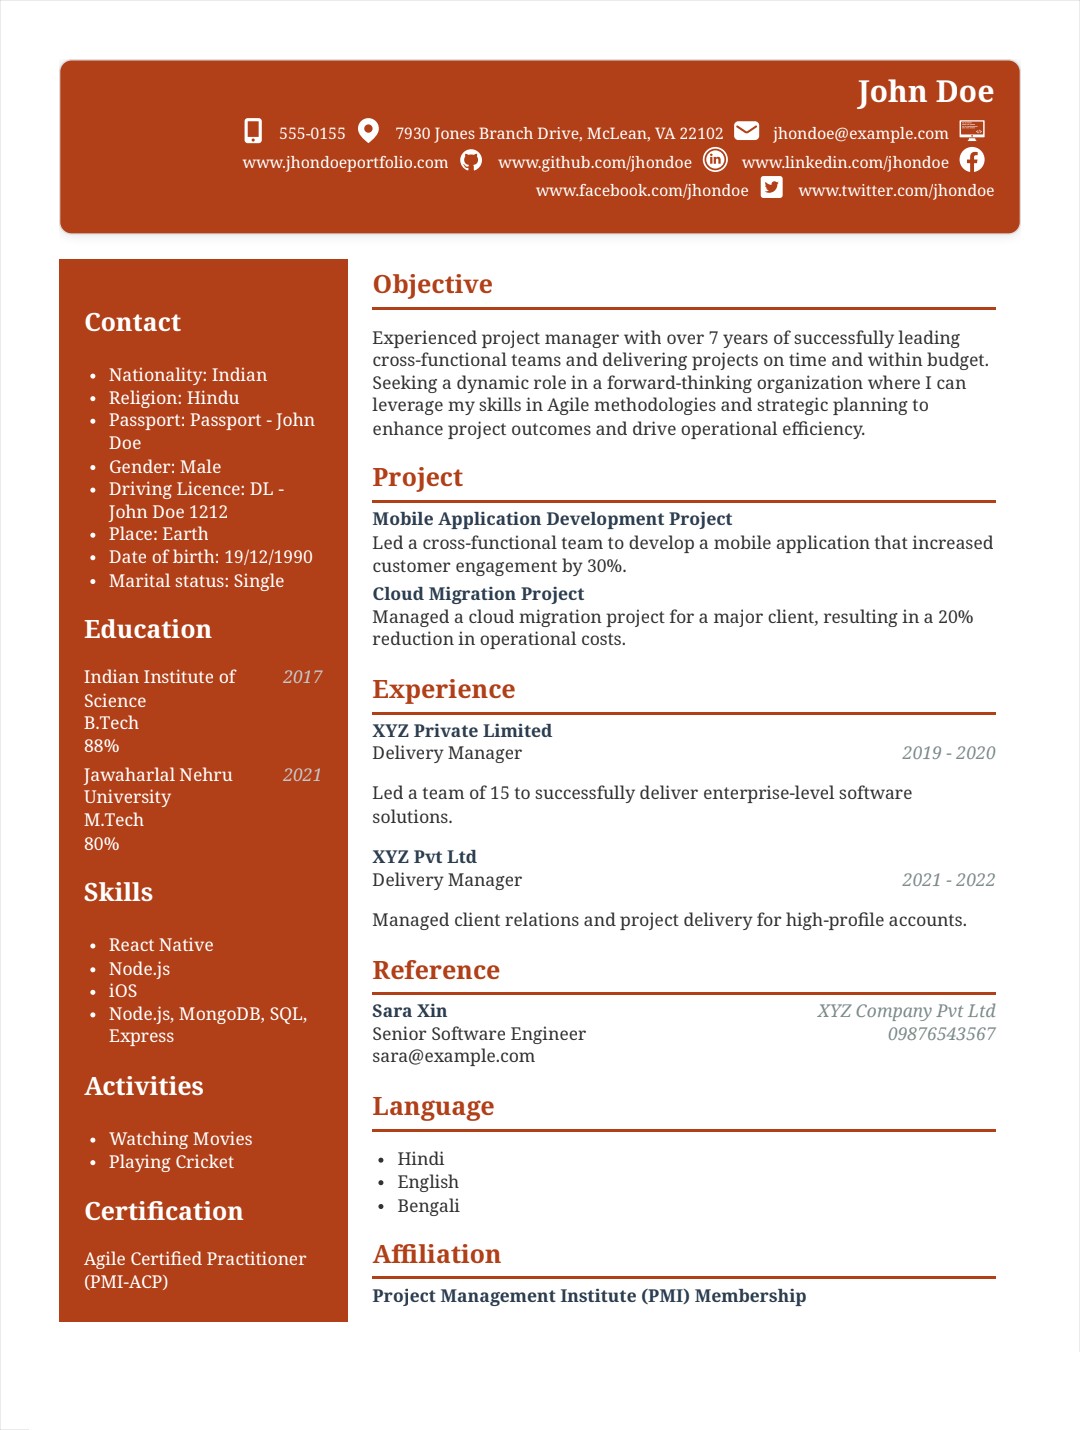 John Doe
555-0155 7930 Jones Branch Drive, McLean, VA 22102 jhondoe@example.com
www.jhondoeportfolio.com www.github.com/jhondoe www.linkedin.com/jhondoe
www.facebook.com/jhondoe www.twitter.com/jhondoe
Contact
• Nationality: Indian
• Religion: Hindu
• Passport: Passport - John
Doe
• Gender: Male
• Driving Licence: DL -
John Doe 1212
• Place: Earth
• Date of birth: 19/12/1990
• Marital status: Single
Education
Indian Institute of 2017
Science
B.Tech
88%
Jawaharlal Nehru 2021
University
M.Tech
80%
Skills
• React Native
• Node.js
• iOS
• Node.js, MongoDB, SQL,
Express
Activities
• Watching Movies
• Playing Cricket
Certification
Agile Certified Practitioner
(PMI-ACP)
Objective
Experienced project manager with over 7 years of successfully leading
cross-functional teams and delivering projects on time and within budget.
Seeking a dynamic role in a forward-thinking organization where I can
leverage my skills in Agile methodologies and strategic planning to
enhance project outcomes and drive operational efficiency.
Project
Mobile Application Development Project
Led a cross-functional team to develop a mobile application that increased
customer engagement by 30%.
Cloud Migration Project
Managed a cloud migration project for a major client, resulting in a 20%
reduction in operational costs.
Experience
XYZ Private Limited
Delivery Manager 2019 - 2020
Led a team of 15 to successfully deliver enterprise-level software
solutions.
XYZ Pvt Ltd
Delivery Manager 2021 - 2022
Managed client relations and project delivery for high-profile accounts.
Reference
Sara Xin XYZ Company Pvt Ltd
Senior Software Engineer 09876543567
sara@example.com
Language
• Hindi
• English
• Bengali
Affiliation
Project Management Institute (PMI) Membership